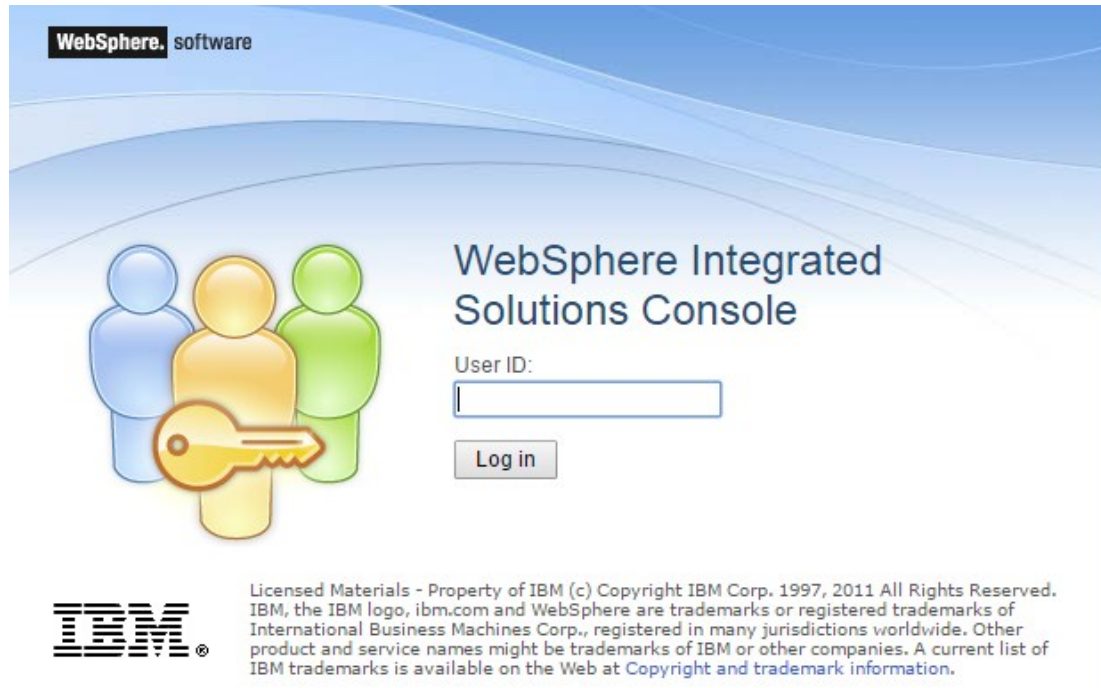 WebSphere. software
WebSphere Integrated
Solutions Console
User ID:
Log in
Licensed Materials - Property of IBM (c) Copyright IBM Corp. 1997, 2011 All Rights Reserved.
IBM, the IBM logo, ibm.com and WebSphere are trademarks or registered trademarks of
International Business Machines Corp., registered in many jurisdictions worldwide. Other
product and service names might be trademarks of IBM or other companies. A current list of
IBM trademarks is available on the Web at Copyright and trademark information.
IBM®